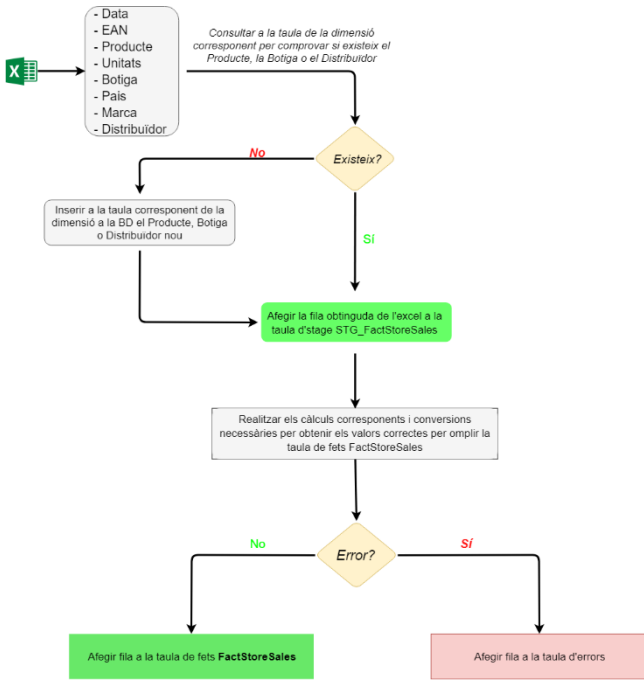 - Data
- EAN
- Producte
- Unitats
- Botiga
- Pais
- Marca
- Distribuïdor
Consultar a la taula de la dimensió
corresponent per comprovar si existeix el
Producte, la Botiga o el Distribuïdor
X
No
Existeix?
Inserir a la taula corresponent de la
dimensió a la BD el Producte, Botiga
o Distribuïdor nou
Sí
Afegir la fila obtinguda de l'excel a la
taula d'stage STG_FactStoreSales
Realitzar els càlculs corresponents i conversions
necessàries per obtenir els valors correctes per omplir la
taula de fets FactStoreSales
No
Error?
Sí
Afegir fila a la taula de fets FactStoreSales
Afegir fila a la taula d'errors